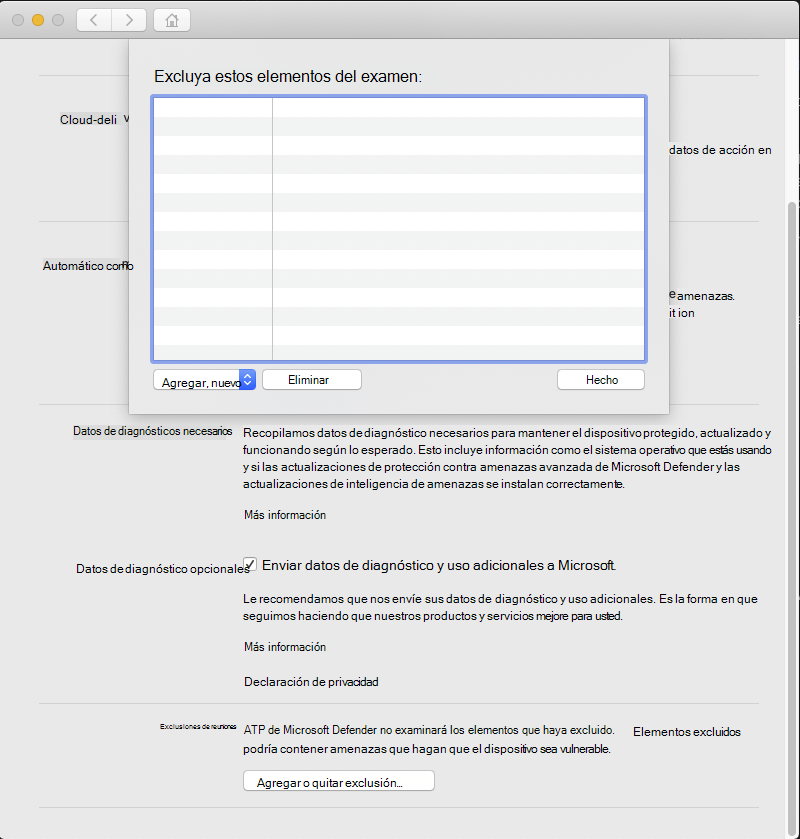 Excluya estos elementos del examen:
Cloud-deli v
datos de acción en
Automático como
e amenazas.
it ion
Agregar, nuevo
Eliminar
Hecho
Datos de diagnósticos necesarios
Recopilamos datos de diagnóstico necesarios para mantener el dispositivo protegido, actualizado y
funcionando según lo esperado. Esto incluye información como el sistema operativo que estás usando
y si las actualizaciones de protección contra amenazas avanzada de Microsoft Defender y las
actualizaciones de inteligencia de amenazas se instalan correctamente.
Más información
Datos de diagnóstico opcionales
Enviar datos de diagnóstico y uso adicionales a Microsoft.
Le recomendamos que nos envíe sus datos de diagnóstico y uso adicionales. Es la forma en que
seguimos haciendo que nuestros productos y servicios mejore para usted.
Más información
Declaración de privacidad
Exclusiones de reuniones
ATP de Microsoft Defender no examinará los elementos que haya excluido.
Elementos excluidos
podría contener amenazas que hagan que el dispositivo sea vulnerable.
Agregar o quitar exclusión...